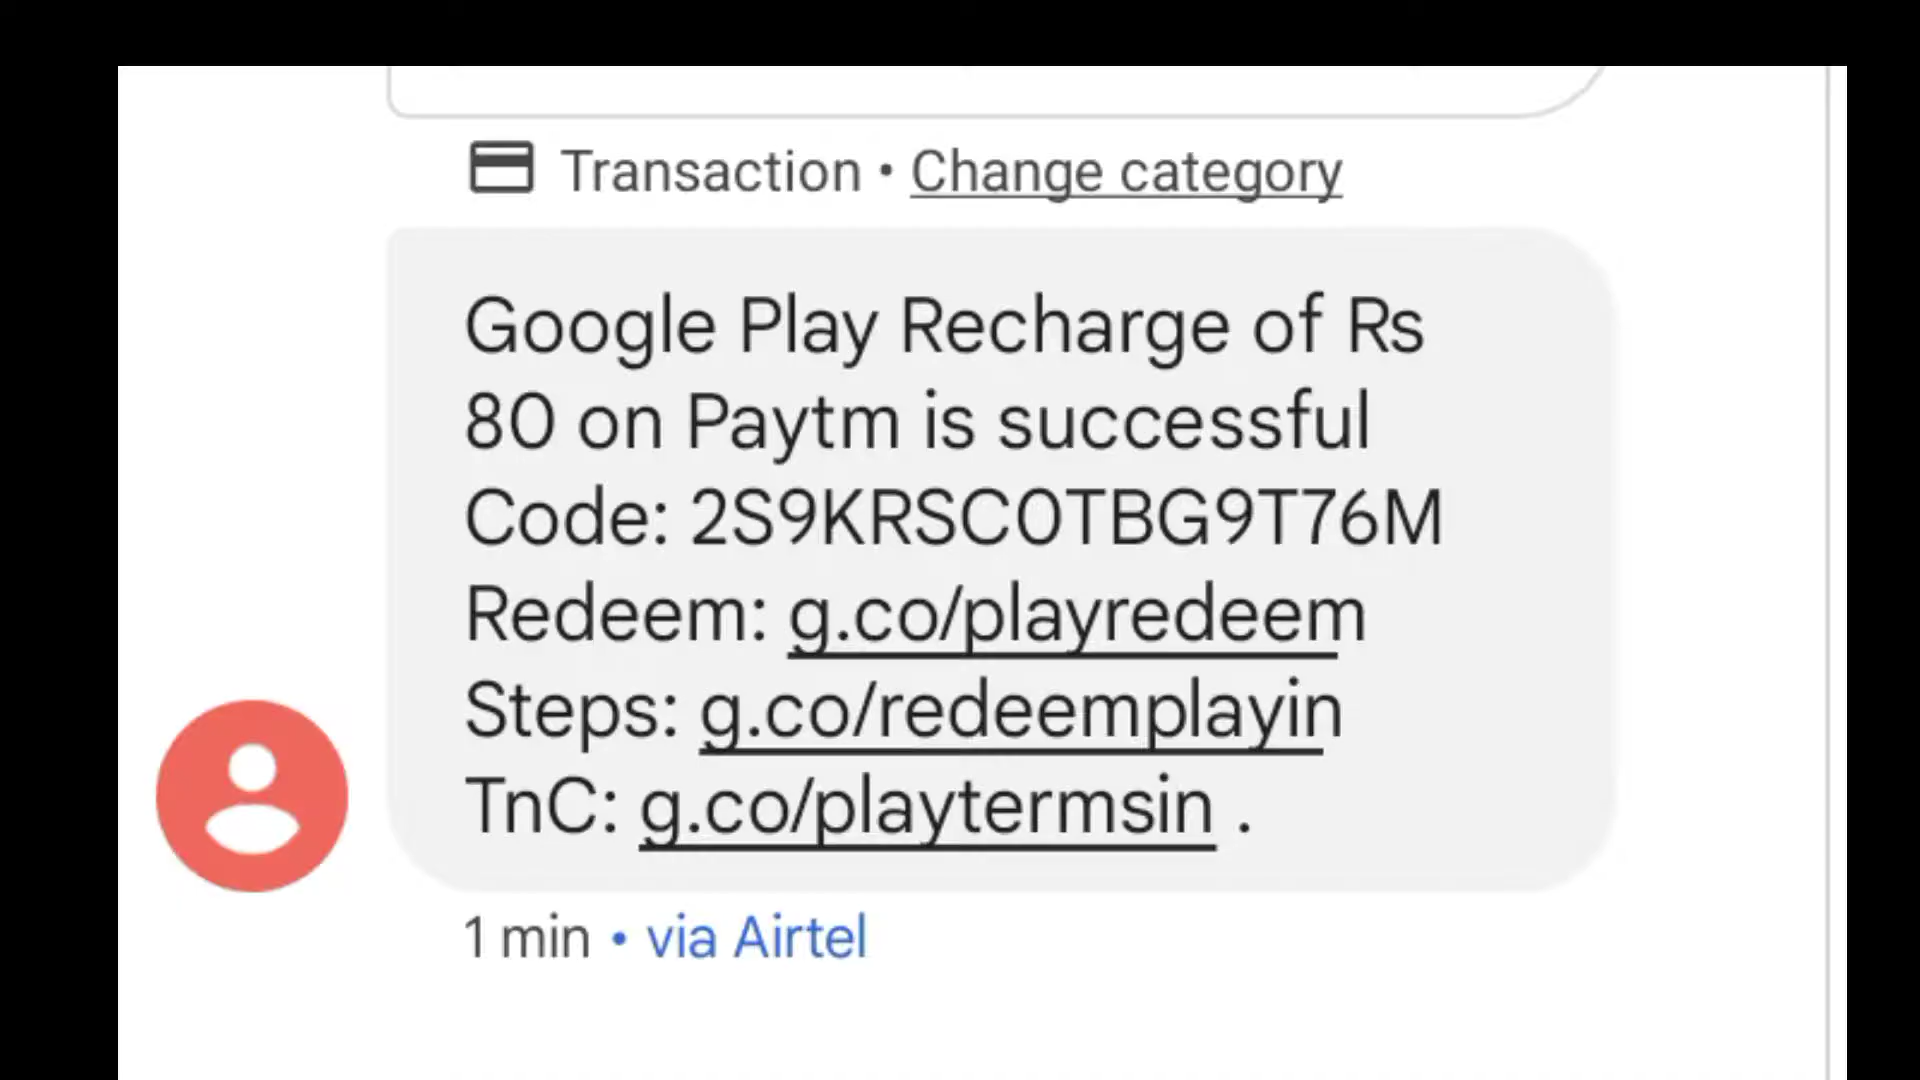 Transaction • Change category
Google Play Recharge of Rs
80 on Paytm is successful
Code: 2S9KRSC0TBG9T76M
Redeem: g.co/playredeem
Steps: g.co/redeemplayin
TnC: g.co/playtermsin .
1 min • via Airtel